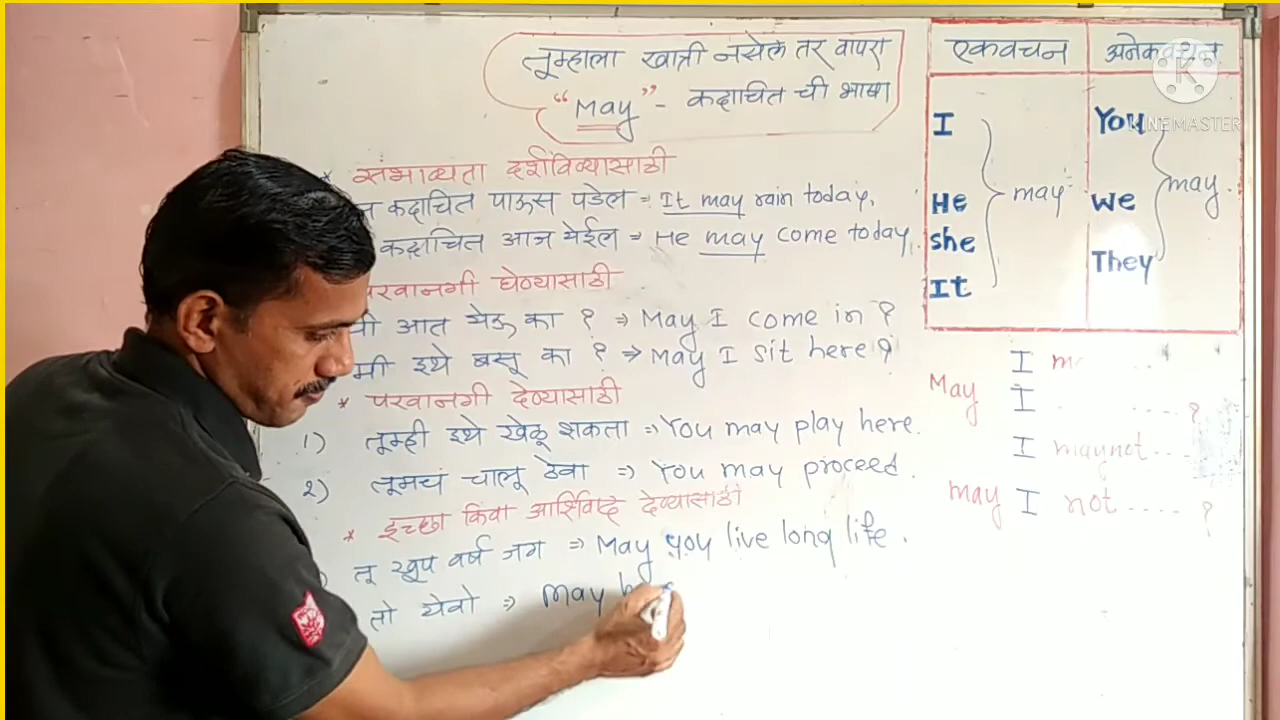 तूम्हाला खात्री नसेल तर वापरा
"May" - कदाचित ची भाषा
* संभाव्यता दर्शविण्यासाठी
कदाचित पाऊस पडेल = It may rain today.
कदाचित आज येईल = He may come today.
परवानगी घेण्यासाठी
मी आत येऊ का ? => May I come in ?
मी इथे बसू का ? => May I sit here ?
* परवानगी देण्यासाठी
१) तूम्ही इथे खेळू शकता => You may play here.
२) तूमचं चालू ठेवा => You may proceed.
* इच्छा किंवा आर्शिवाद देण्यासाठी
तू खूप वर्ष जग => May you live long life.
तो येवो => May
एकवचन अनेकवचन
I You
He We
She They
It
may may.
KINEMASTER
I
May I ..... ?
I maynot ...
may I not .... ?